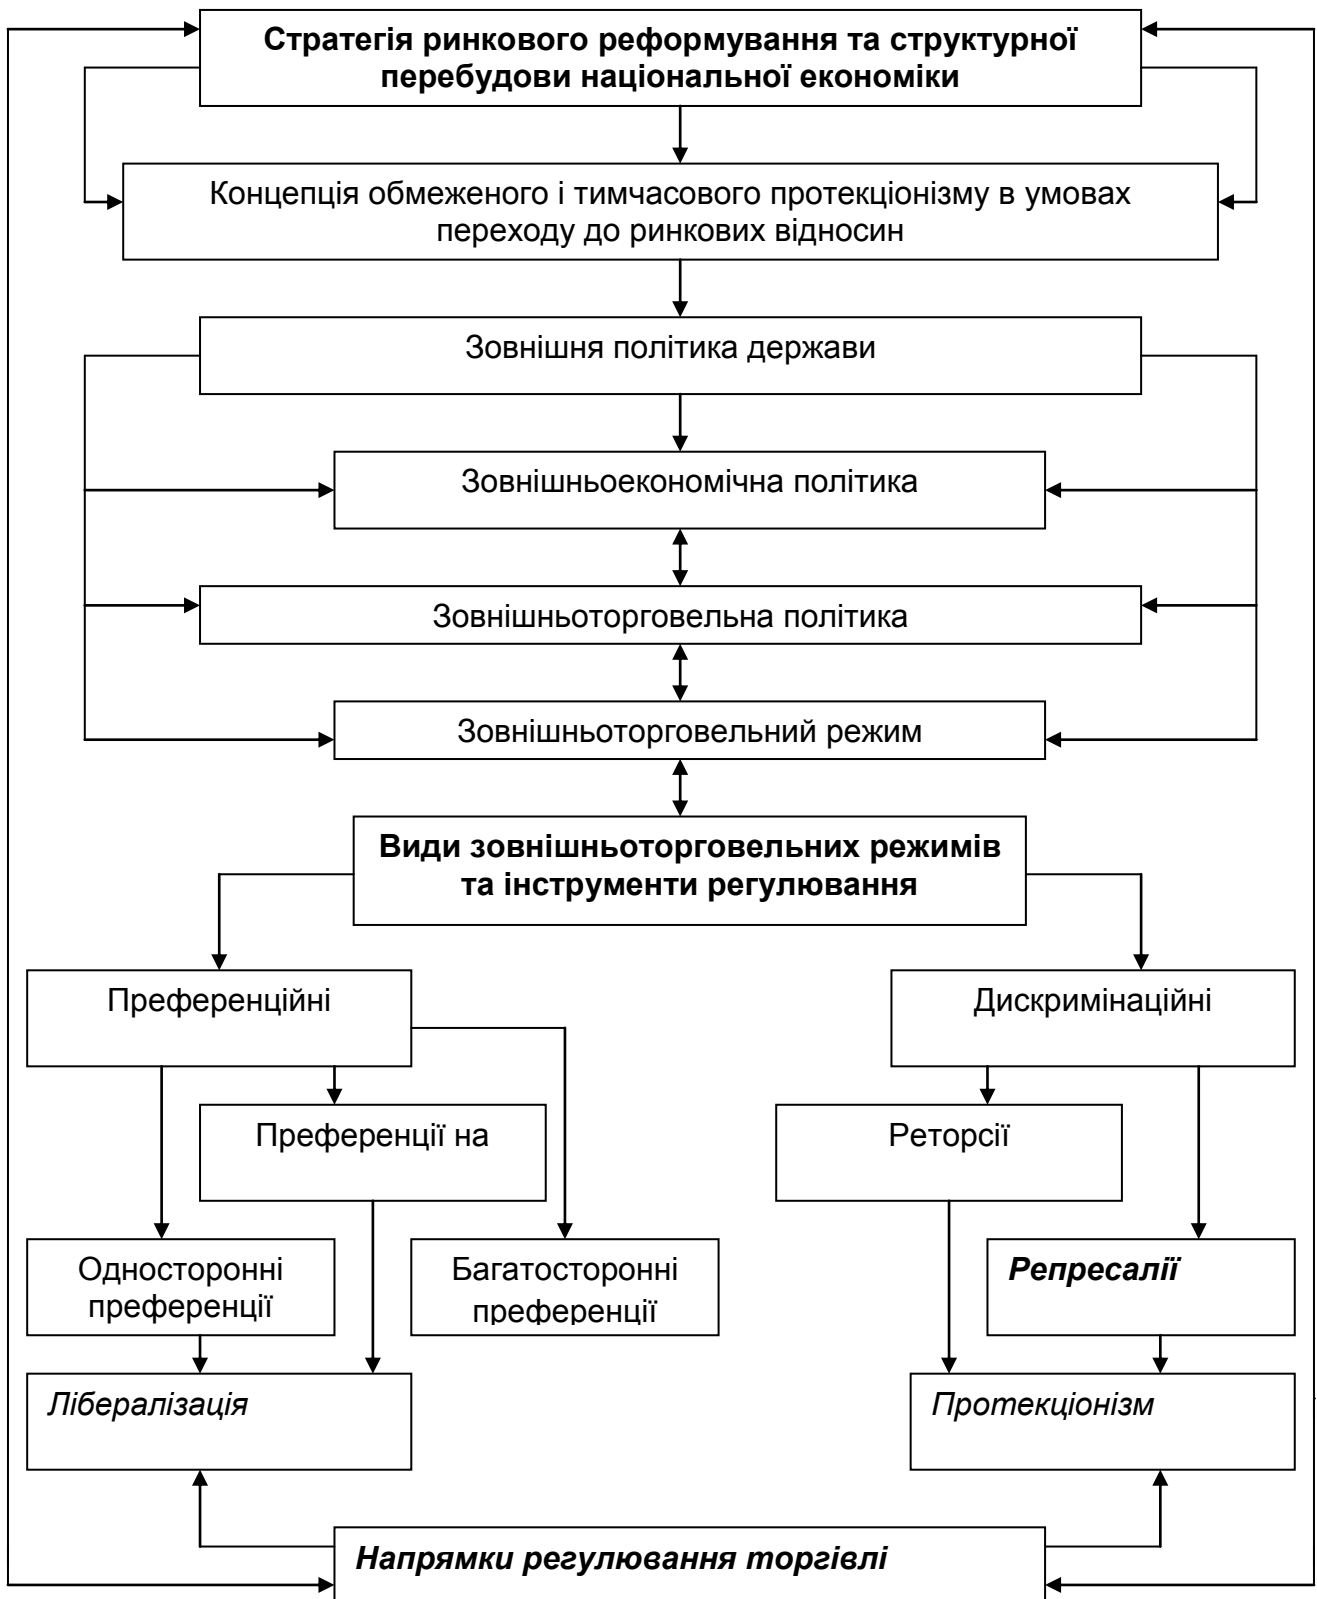 Стратегія ринкового реформування та структурної
перебудови національної економіки
Концепція обмеженого і тимчасового протекціонізму в умовах
переходу до ринкових відносин
Зовнішня політика держави
Зовнішньоекономічна політика
Зовнішньоторговельна політика
Зовнішньоторговельний режим
Види зовнішньоторговельних режимів
та інструменти регулювання
Преференційні
Дискримінаційні
Преференції на
Реторсії
Односторонні
преференції
Багатосторонні
преференції
Репресалії
Лібералізація
Протекціонізм
Напрямки регулювання торгівлі